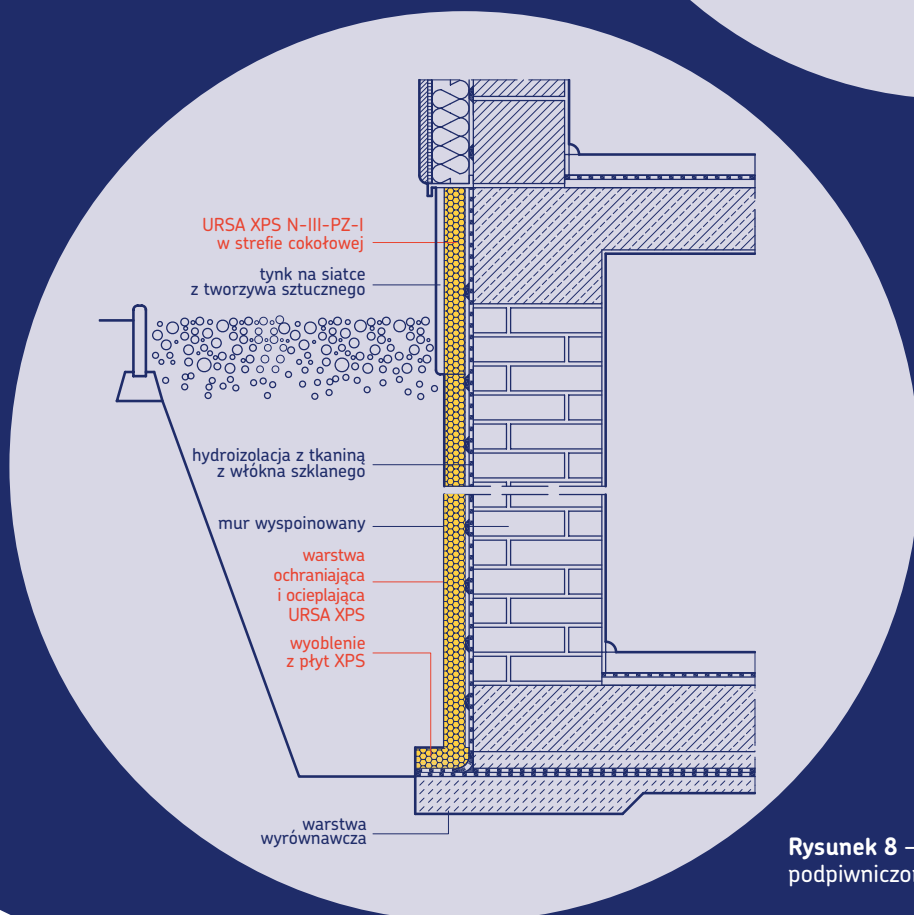 URSA XPS N-III-PZ-I
w strefie cokołowej
tynk na siatce
z tworzywa sztucznego
hydroizolacja z tkaniną
z włókna szklanego
mur wyspoinowany
warstwa
ochraniająca
i ocieplająca
URSA XPS
wyoblenie
z płyt XPS
warstwa
wyrównawcza
Rysunek 8 –